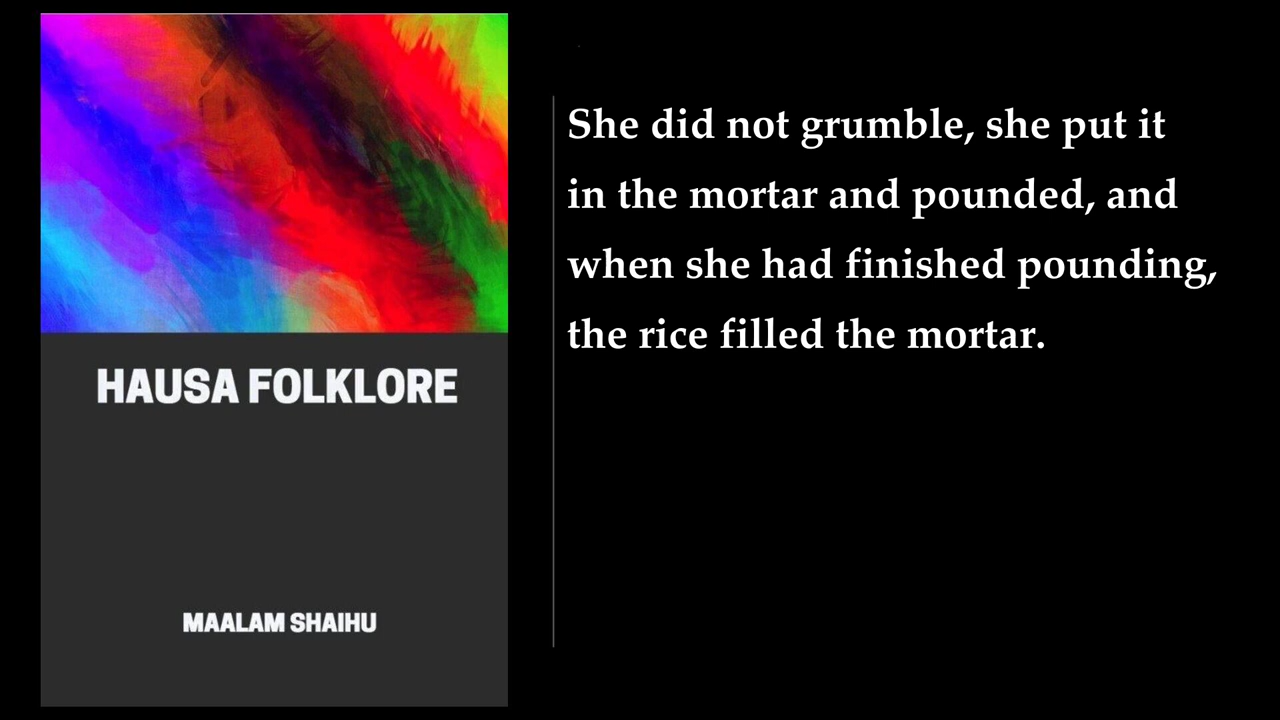 HAUSA FOLKLORE
MAALAM SHAIHU
She did not grumble, she put it
in the mortar and pounded, and
when she had finished pounding,
the rice filled the mortar.